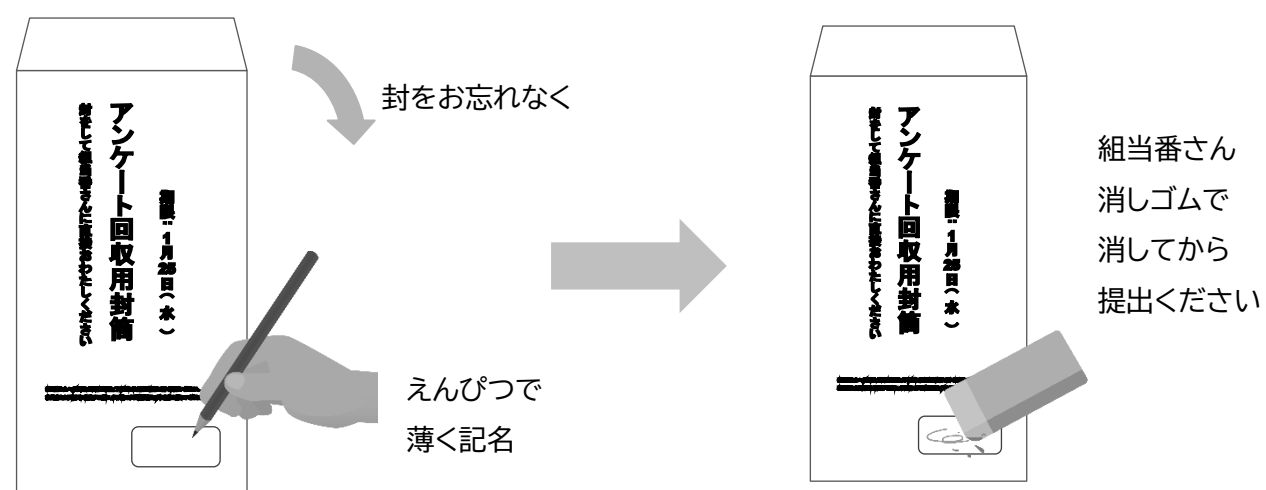 期限：1月25日（水）
アンケート回収用封筒
封をして組当番さんに直接おわたしください
封をお忘れなく
えんぴつで
薄く記名
期限：1月25日（水）
アンケート回収用封筒
封をして組当番さんに直接おわたしください
組当番さん
消しゴムで
消してから
提出ください